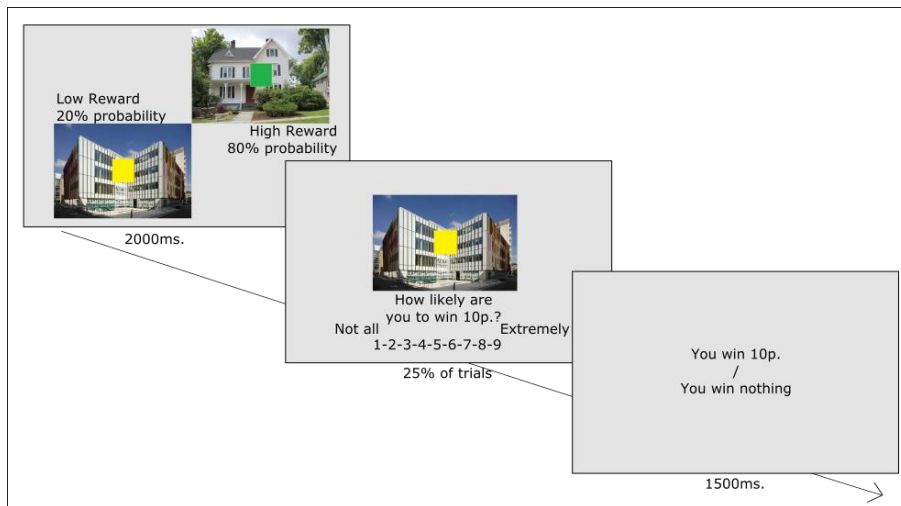 Low Reward
20% probability
High Reward
80% probability
2000ms.
How likely are
you to win 10p.?
Not all
Extremely
1-2-3-4-5-6-7-8-9
25% of trials
You win 10p.
/
You win nothing
1500ms.